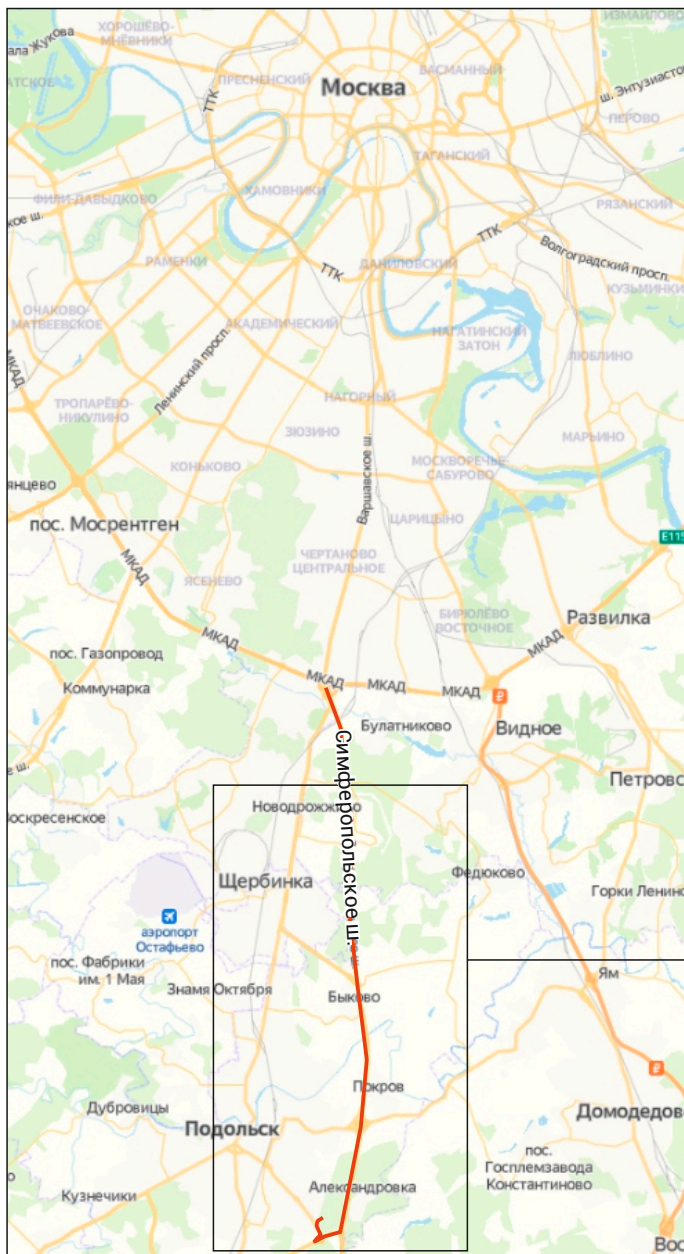 ИЗМАЙЛОВО
ХОРОШЁВО-
МНЁВНИКИ
ала Жукова
АТСКОЕ
ПРЕСНЕНСКИЙ
БАСМАННЫЙ
Москва
ш. Энтузиастов
ТТК
ПЕРОВО
ТАГАНСКИЙ
ХАМОВНИКИ
ФИЛИ-ДАВЫДКОВО
РЯЗАНСКИЙ
ское ш.
ТТК
Волгоградский просп.
РАМЕНКИ
ТТК
ДАНИЛОВСКИЙ
КУЗЬМИНКИ
ОЧАКОВО-
МАТВЕЕВСКОЕ
АКАДЕМИЧЕСКИЙ
НАГАТИНСКИЙ
ЗАТОН
МКАД
Ленинский просп.
ЛЮБЛИНО
ТРОПАРЁВО-
НИКУЛИНО
НАГОРНЫЙ
ЗЮЗИНО
МАРЬИНО
КОНЬКОВО
Варшавское ш.
МОСКВОРЕЧЬЕ-
САБУРОВО
янцево
пос. Мосрентген
ЦАРИЦЫНО
E115
МКАД
ЧЕРТАНОВО
ЦЕНТРАЛЬНОЕ
ЯСЕНЕВО
БИРЮЛЁВО
ВОСТОЧНОЕ
Развилка
МКАД
МКАД
пос. Газопровод
МКАД
МКАД
МКАД
Коммунарка
Булатниково
Видное
Симферопольское ш.
е ш.
Петровс
Новодрожжино
оскресенское
Щербинка
Федюково
Горки Ленинс
аэропорт
Остафьево
пос. Фабрики
им. 1 Мая
Знамя Октября
Быково
Ям
Покров
Дубровицы
Подольск
Домодедово
пос.
Госплемзавода
Константиново
Александровка
Кузнечики
Вос